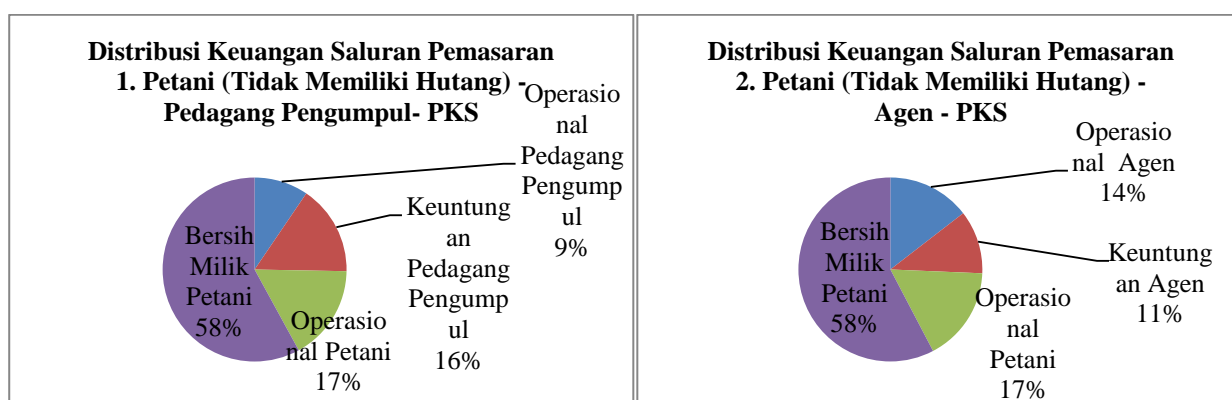 Distribusi Keuangan Saluran Pemasaran
1. Petani (Tidak Memiliki Hutang) -
Pedagang Pengumpul- PKS
Operasio
nal
Pedagang
Pengump
ul
9%
Keuntung
an
Pedagang
Pengump
ul
16%
Operasio
nal Petani
17%
Bersih
Milik
Petani
58%
Distribusi Keuangan Saluran Pemasaran
2. Petani (Tidak Memiliki Hutang) -
Agen - PKS
Operasio
nal Agen
14%
Keuntung
an Agen
11%
Operasio
nal
Petani
17%
Bersih
Milik
Petani
58%